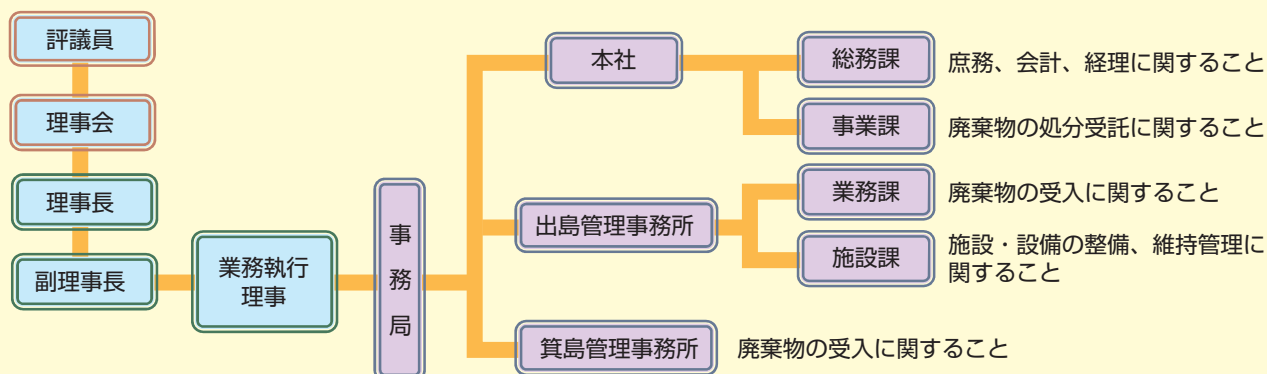 評議員
理事会
理事長
副理事長
業務執行
理事
事務局
本社
総務課
庶務、会計、経理に関すること
事業課
廃棄物の処分受託に関すること
出島管理事務所
業務課
廃棄物の受入に関すること
施設課
施設・設備の整備、維持管理に
関すること
箕島管理事務所
廃棄物の受入に関すること